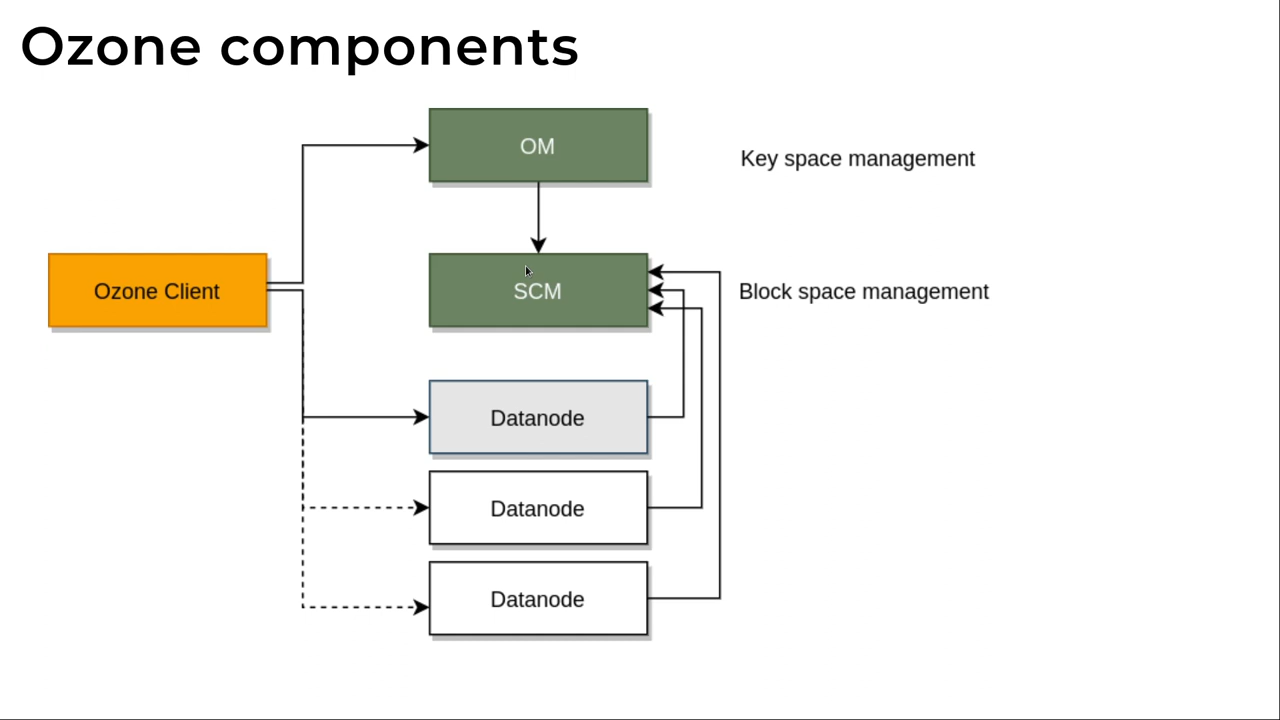 Ozone components
OM
Key space management
Ozone Client
SCM
Block space management
Datanode
Datanode
Datanode